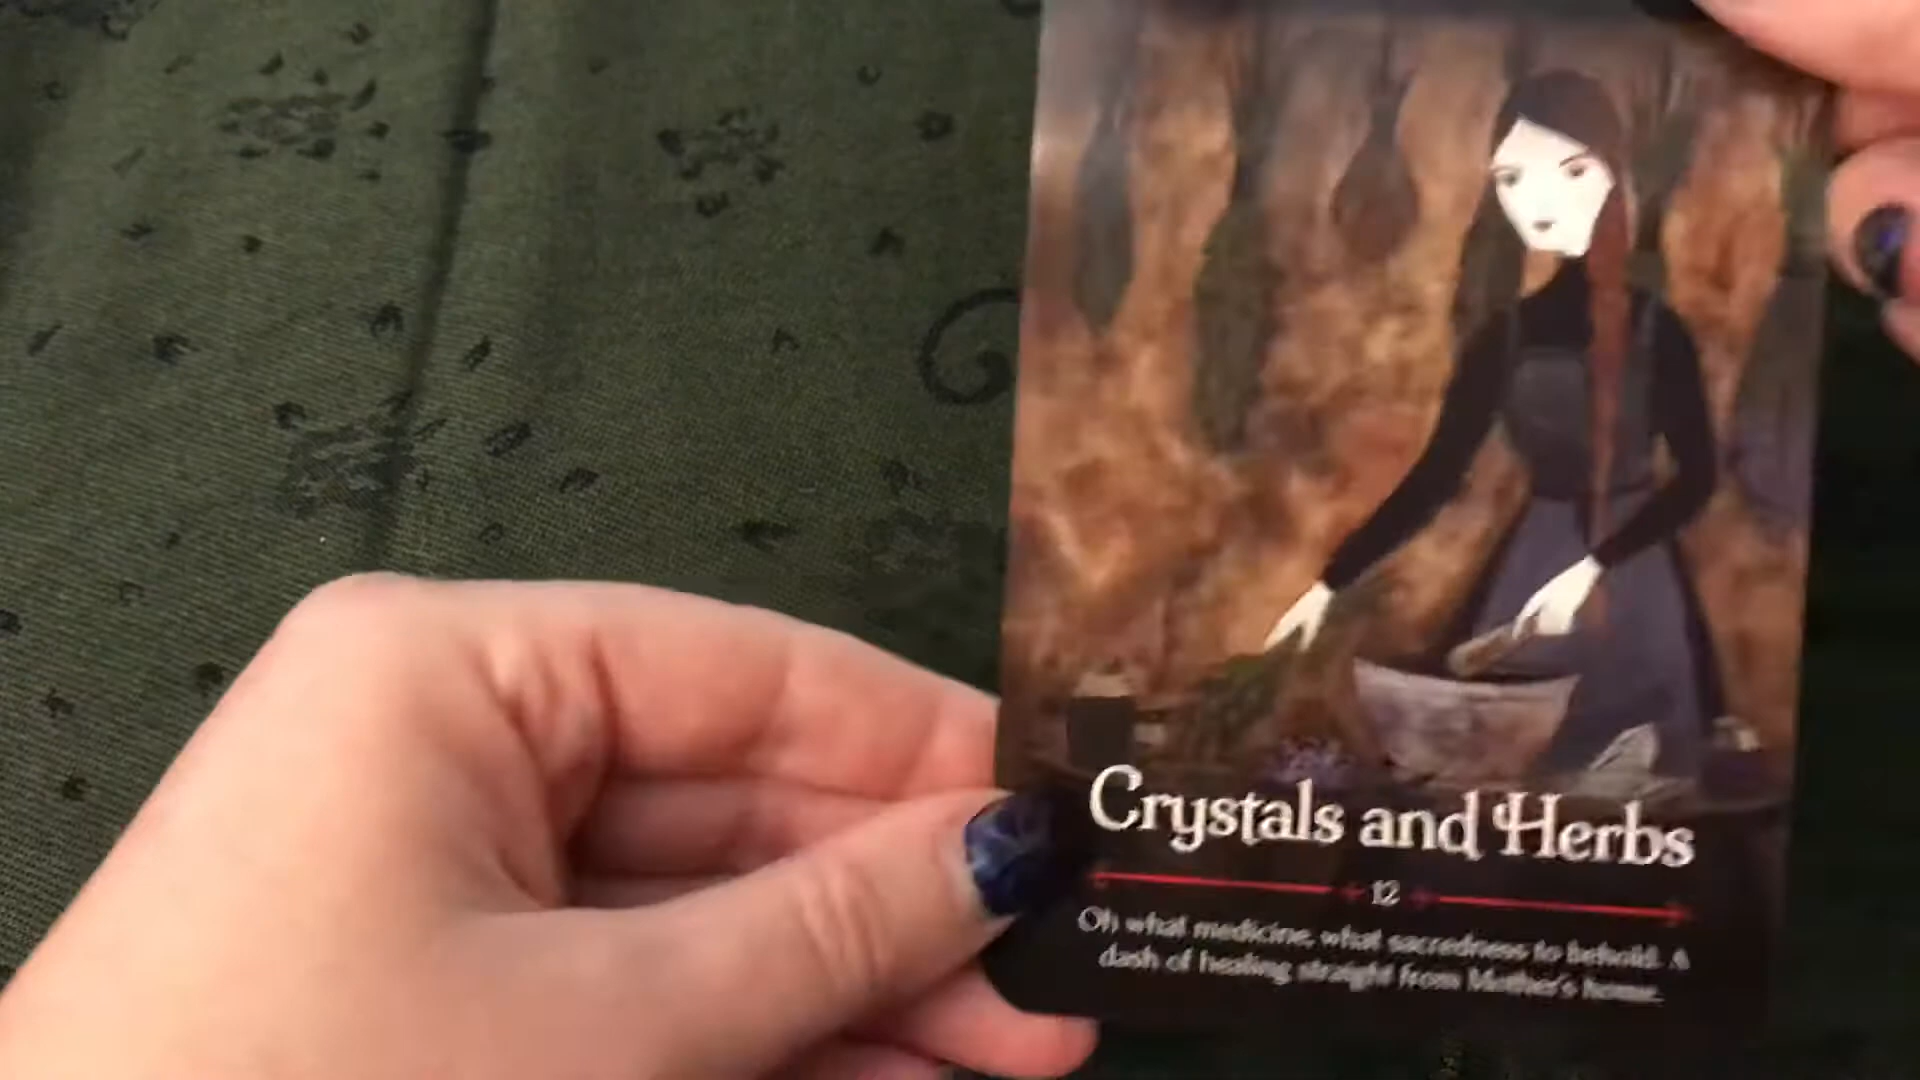 Crystals and Herbs
12
Oh what medicine, what sacredness to behold. A
dash of healing straight from Mother's home.